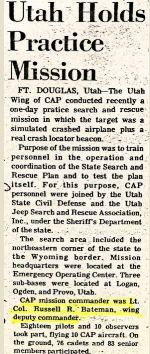 Utah Holds
Practice
Mission
FT. DOUGLAS, Utah—The Utah
Wing of CAP conducted recently a
one-day pratice search and rescue
mission in which the target was a
simulated crashed airplane plus a
real crash locator beacon.
Purpose of the mission was to train
personnel in the operation and
coordination of the State Search and
Rescue Plan and to test the plan
itself. For this purpose, CAP
personnel were joined by the Utah
State Civil Defense and the Utah
Jeep Search and Rescue Association,
Inc., under the Sheriff's Department
of the state.
The search area included the
northeastern corner of the state to
the Wyoming border. Mission
headquarters were located at the
Emergency Operating Center. Three
sub-bases were located at Logan,
Ogden, and Provo, Utah.
CAP mission commander was Lt.
Col. Russell R. Bateman, wing
deputy commander.
Eighteen pilots and 10 observers
took part, flying 10 CAP aircraft. On
the ground, 76 cadets and 83 senior
members participated.